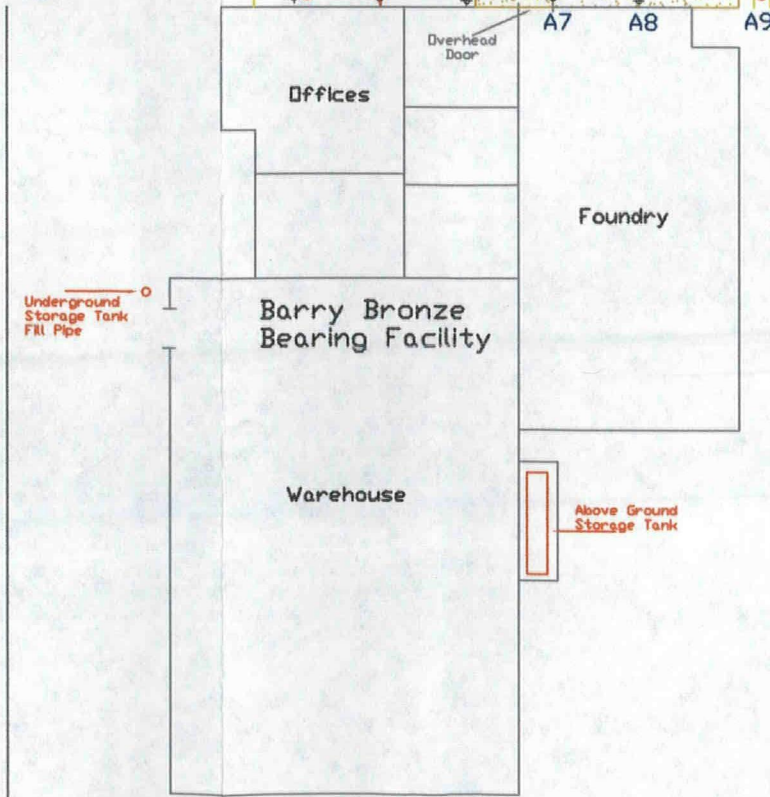 A7
A8
A9
Overhead
Door
Offices
Foundry
Underground
Storage Tank
Fill Pipe
Barry Bronze
Bearing Facility
Warehouse
Above Ground
Storage Tank